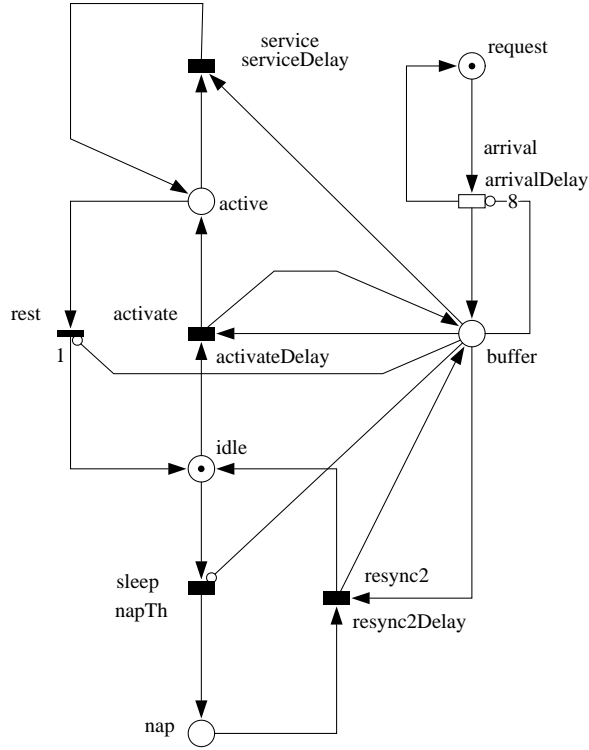 service
serviceDelay
request
arrival
arrivalDelay
8
active
rest
activate
1
activateDelay
buffer
idle
sleep
napTh
resync2
resync2Delay
nap